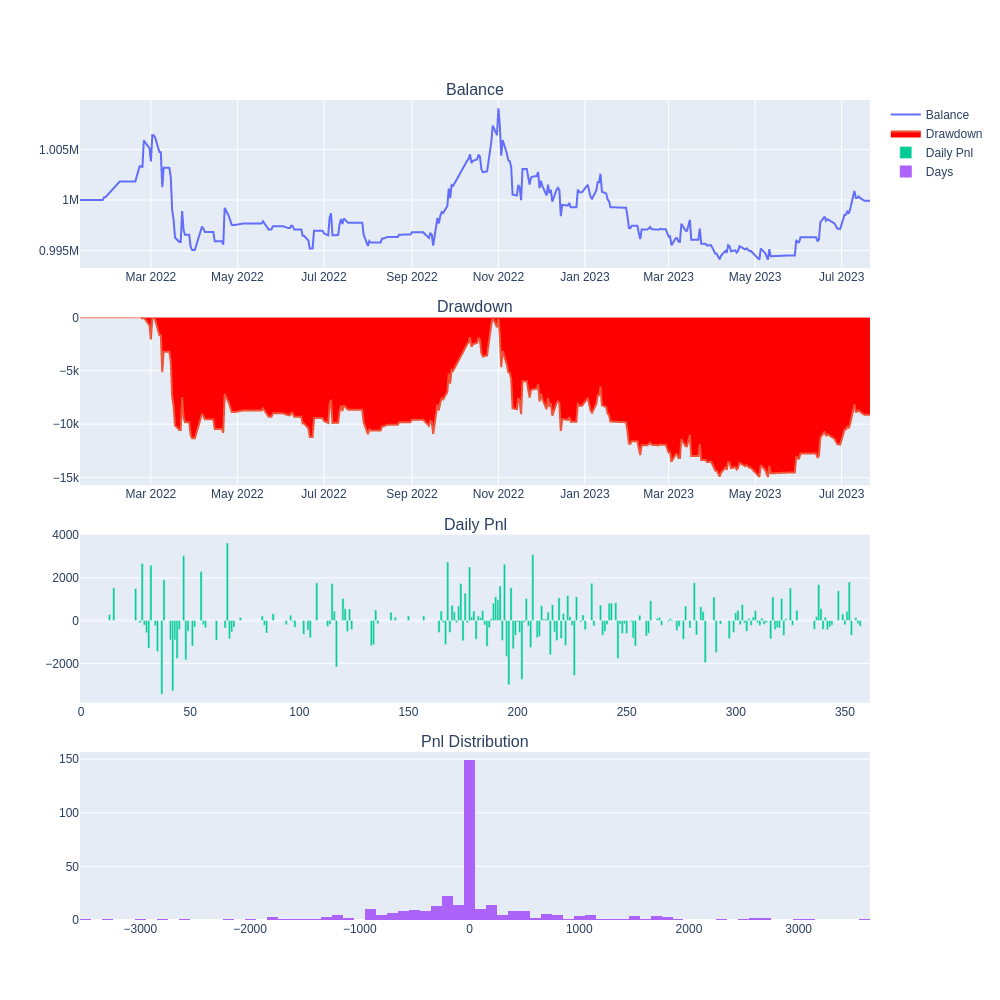 Balance
1.005M
1M
0.995M
Mar 2022 May 2022 Jul 2022 Sep 2022 Nov 2022 Jan 2023 Mar 2023 May 2023 Jul 2023
Balance
Drawdown
Daily Pnl
Days
Drawdown
0
−5k
−10k
−15k
Mar 2022 May 2022 Jul 2022 Sep 2022 Nov 2022 Jan 2023 Mar 2023 May 2023 Jul 2023
Daily Pnl
4000
2000
0
−2000
0 50 100 150 200 250 300 350
Pnl Distribution
150
100
50
0
−3000 −2000 −1000 0 1000 2000 3000